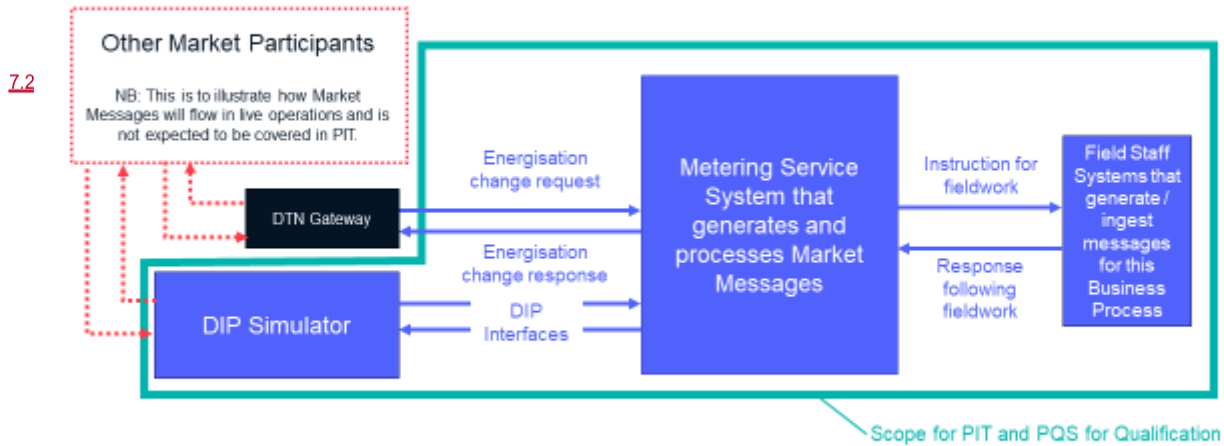 7.2
Other Market Participants
NB: This is to illustrate how Market
Messages will flow in live operations and is
not expected to be covered in PIT.
DTN Gateway
Energisation
change request
Energisation
change response
DIP Simulator
DIP
Interfaces
Metering Service
System that
generates and
processes Market
Messages
Instruction for
fieldwork
Response
following
fieldwork
Field Staff
Systems that
generate /
ingest
messages
for this
Business
Process
Scope for PIT and PQS for Qualification